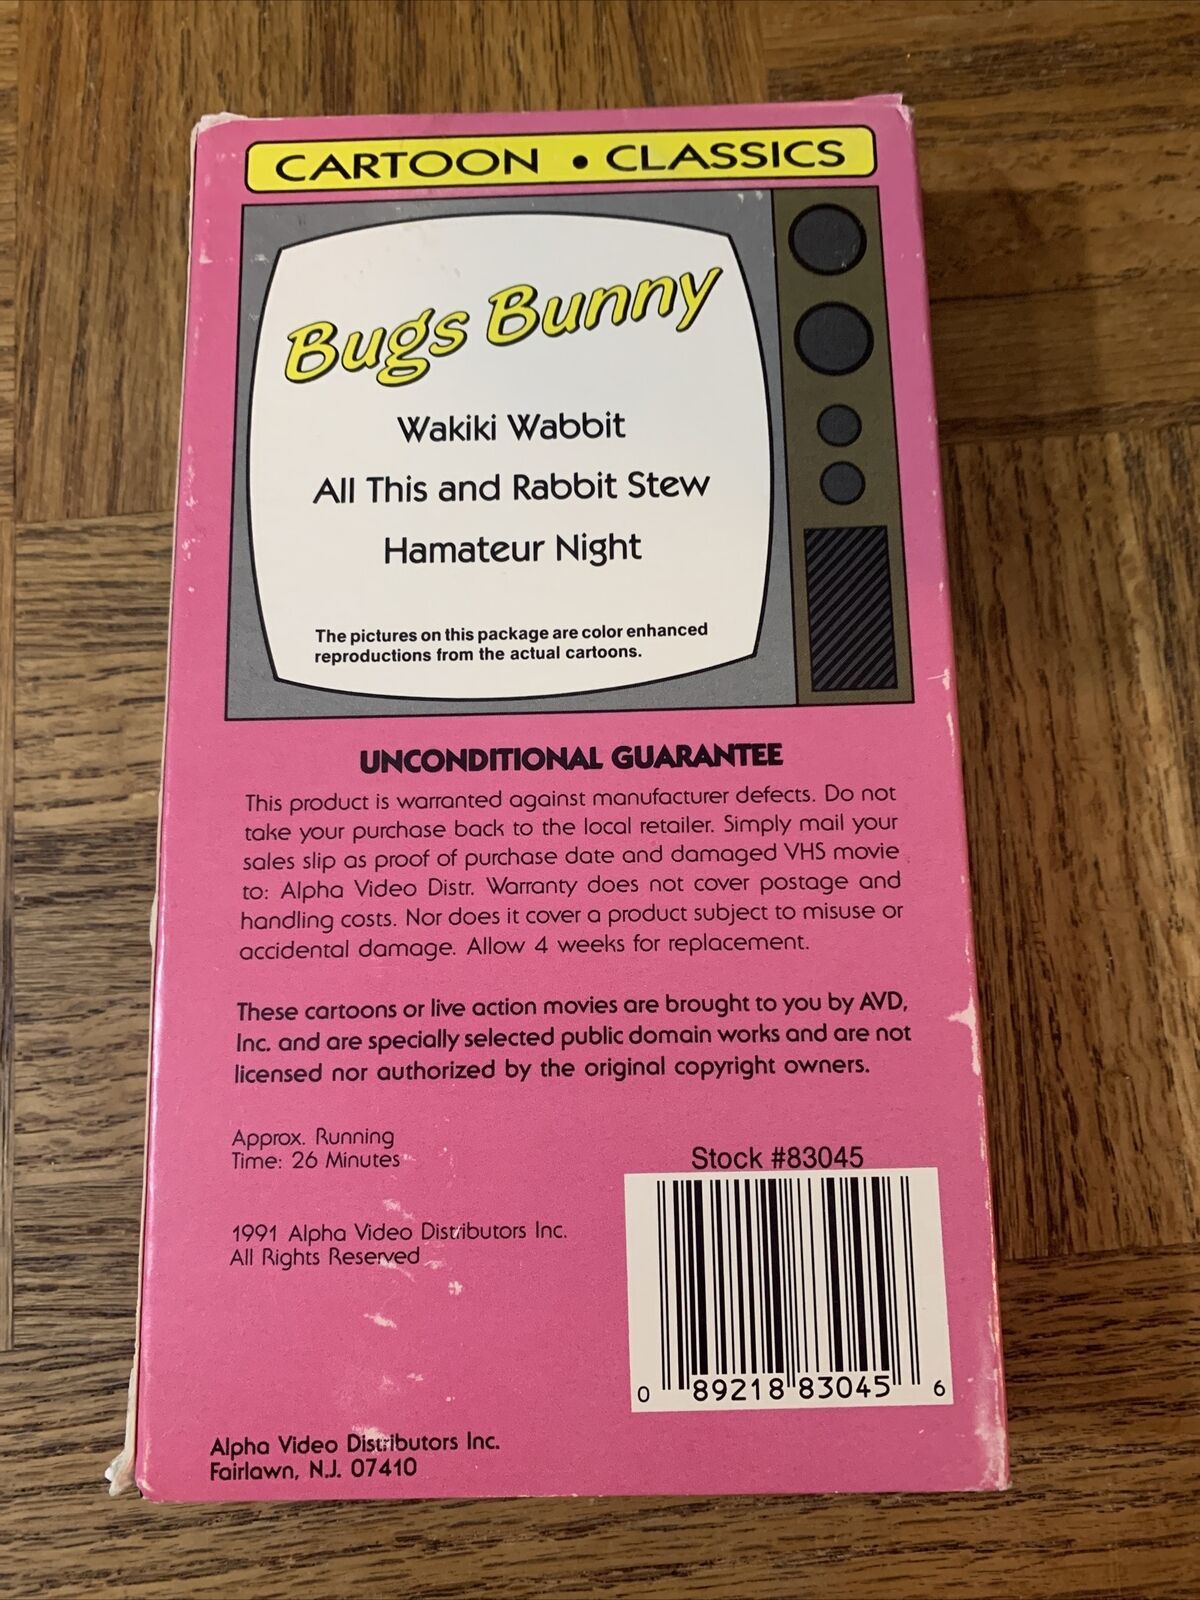 CARTOON • CLASSICS
Bugs Bunny
Wakiki Wabbit
All This and Rabbit Stew
Hamateur Night
The pictures on this package are color enhanced
reproductions from the actual cartoons.
UNCONDITIONAL GUARANTEE
This product is warranted against manufacturer defects. Do not
take your purchase back to the local retailer. Simply mail your
sales slip as proof of purchase date and damaged VHS movie
to: Alpha Video Distr. Warranty does not cover postage and
handling costs. Nor does it cover a product subject to misuse or
accidental damage. Allow 4 weeks for replacement.
These cartoons or live action movies are brought to you by AVD,
Inc. and are specially selected public domain works and are not
licensed nor authorized by the original copyright owners.
Approx. Running
Time: 26 Minutes
Stock #83045
1991 Alpha Video Distributors Inc.
All Rights Reserved
0 89218 83045 6
Alpha Video Distributors Inc.
Fairlawn, N.J. 07410